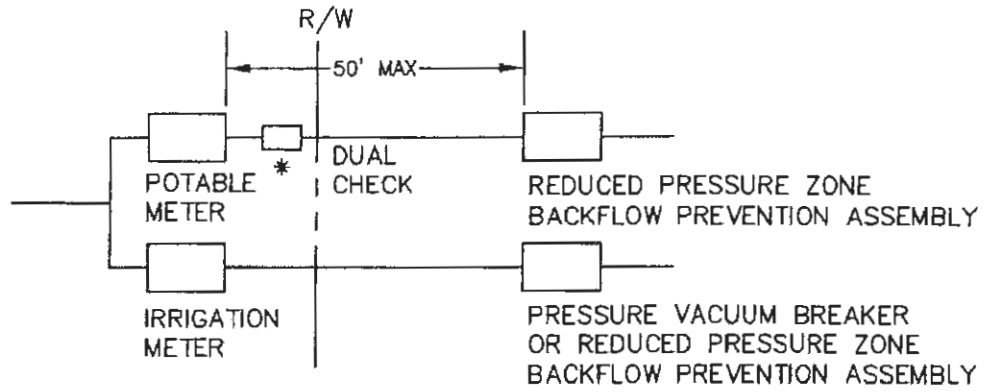 R/W
50' MAX
*
DUAL
CHECK
POTABLE
METER
REDUCED PRESSURE ZONE
BACKFLOW PREVENTION ASSEMBLY
IRRIGATION
METER
PRESSURE VACUUM BREAKER
OR REDUCED PRESSURE ZONE
BACKFLOW PREVENTION ASSEMBLY